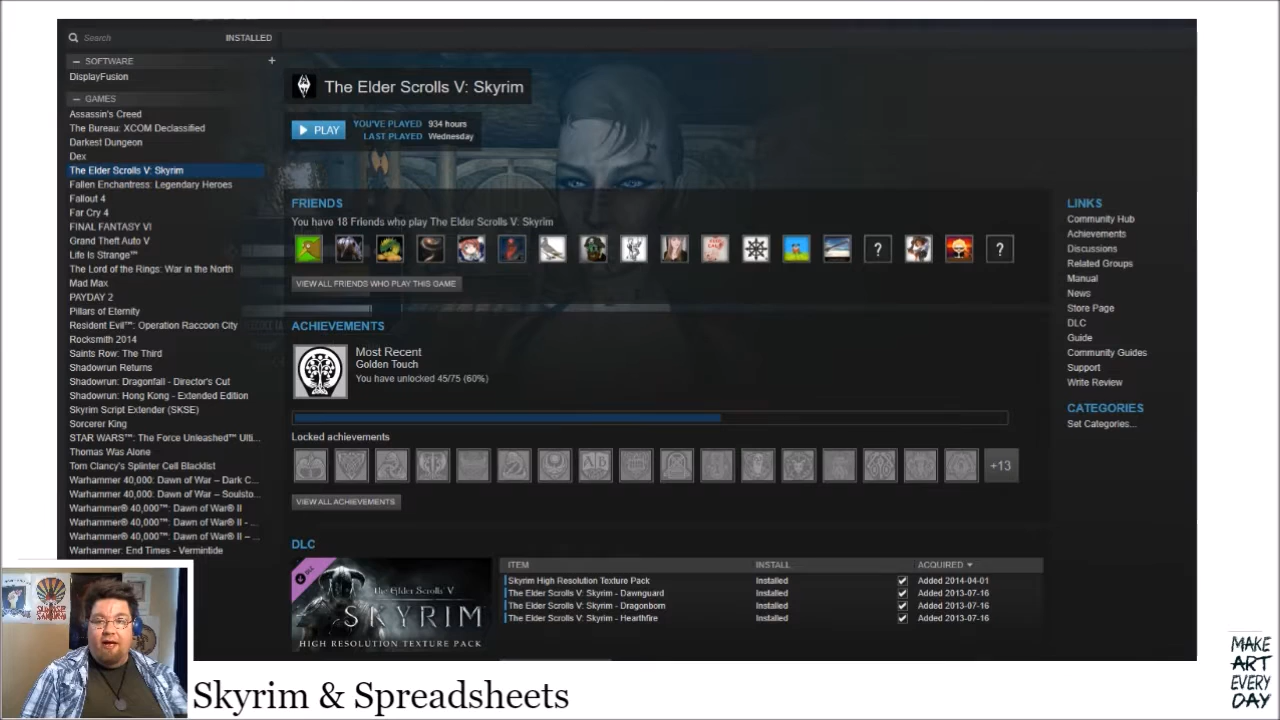 Search
INSTALLED
SOFTWARE
DisplayFusion
GAMES
Assassin's Creed
The Bureau: XCOM Declassified
Darkest Dungeon
Dex
The Elder Scrolls V: Skyrim
Fallen Enchantress: Legendary Heroes
Fallout 4
Far Cry 4
FINAL FANTASY VI
Grand Theft Auto V
Life Is Strange™
The Lord of the Rings: War in the North
Mad Max
PAYDAY 2
Pillars of Eternity
Resident Evil™: Operation Raccoon City
Rocksmith 2014
Saints Row: The Third
Shadowrun Returns
Shadowrun: Dragonfall - Director's Cut
Shadowrun: Hong Kong - Extended Edition
Skyrim Script Extender (SKSE)
Sorcerer King
STAR WARS™: The Force Unleashed™ Ulti...
Thomas Was Alone
Tom Clancy's Splinter Cell Blacklist
Warhammer 40,000: Dawn of War – Dark C...
Warhammer 40,000: Dawn of War – Soulsto...
Warhammer® 40,000™: Dawn of War® II
Warhammer® 40,000™: Dawn of War® II - ...
Warhammer® 40,000™: Dawn of War® II – ...
Warhammer: End Times - Vermintide
The Elder Scrolls V: Skyrim
PLAY
YOU'VE PLAYED 934 hours
LAST PLAYED Wednesday
FRIENDS
You have 18 Friends who play The Elder Scrolls V: Skyrim
? ?
VIEW ALL FRIENDS WHO PLAY THIS GAME
ACHIEVEMENTS
Most Recent
Golden Touch
You have unlocked 45/75 (60%)
Locked achievements
+13
VIEW ALL ACHIEVEMENTS
DLC
DLC
The Elder Scrolls V
SKYRIM
HIGH RESOLUTION TEXTURE PACK
ITEM INSTALL ACQUIRED
Skyrim High Resolution Texture Pack Installed Added 2014-04-01
The Elder Scrolls V: Skyrim - Dawnguard Installed Added 2013-07-16
The Elder Scrolls V: Skyrim - Dragonborn Installed Added 2013-07-16
The Elder Scrolls V: Skyrim - Hearthfire Installed Added 2013-07-16
LINKS
Community Hub
Achievements
Discussions
Related Groups
Manual
News
Store Page
DLC
Guide
Community Guides
Support
Write Review
CATEGORIES
Set Categories...
Skyrim & Spreadsheets
MAKE
ART
EVERY
DAY